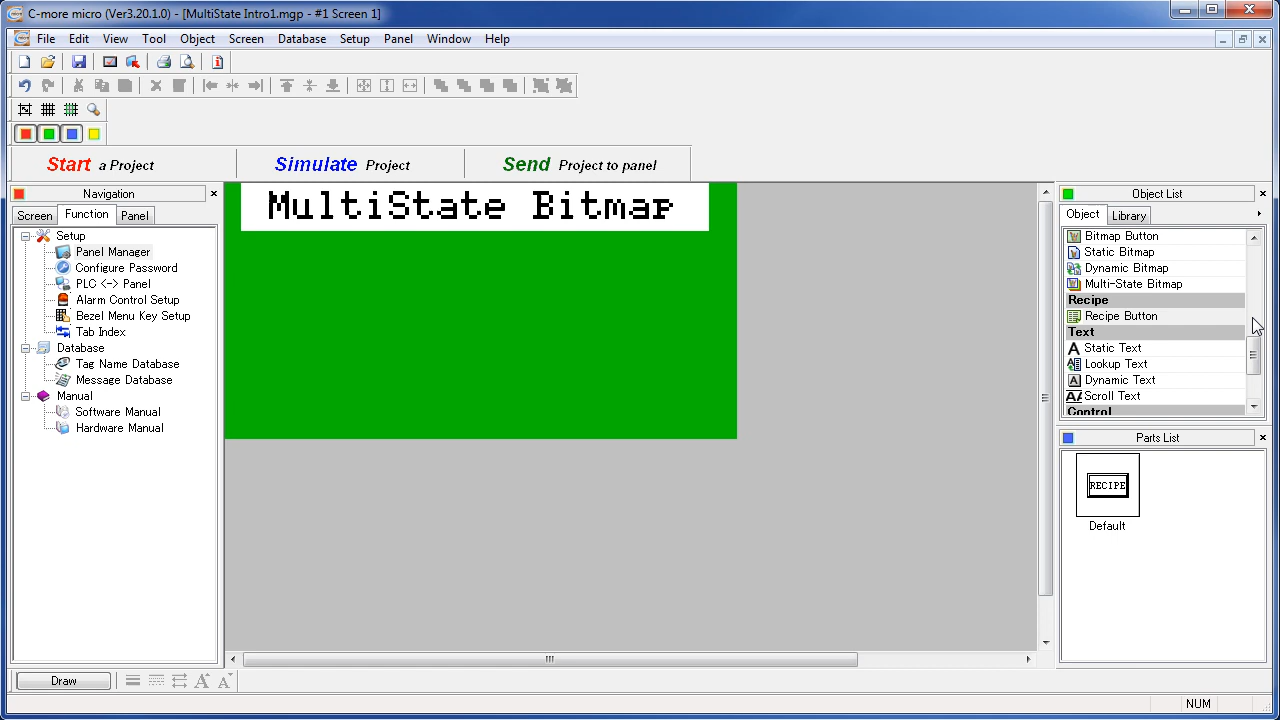 C-more micro (Ver3.20.1.0) - [MultiState Intro1.mgp - #1 Screen 1]
File Edit View Tool Object Screen Database Setup Panel Window Help
Start a Project Simulate Project Send Project to panel
Navigation
Screen Function Panel
Setup
Panel Manager
Configure Password
PLC <-> Panel
Alarm Control Setup
Bezel Menu Key Setup
Tab Index
Database
Tag Name Database
Message Database
Manual
Software Manual
Hardware Manual
MultiState Bitmap
Object List
Object Library
Bitmap Button
Static Bitmap
Dynamic Bitmap
Multi-State Bitmap
Recipe
Recipe Button
Text
Static Text
Lookup Text
Dynamic Text
Scroll Text
Control
Parts List
RECIPE
Default
Draw
NUM